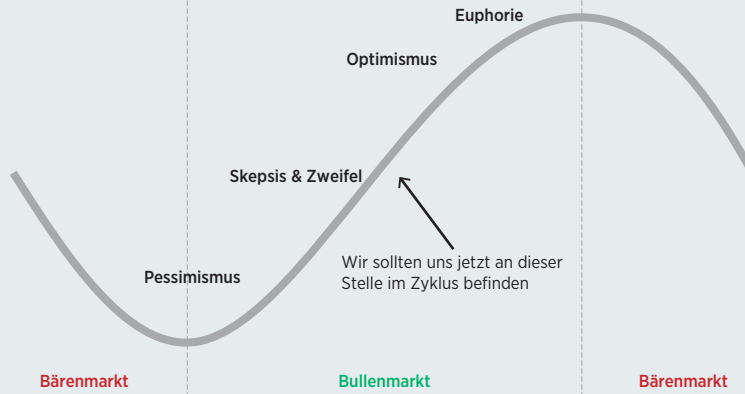 Euphorie
Optimismus
Skepsis & Zweifel
Wir sollten uns jetzt an dieser
Stelle im Zyklus befinden
Pessimismus
Bärenmarkt
Bullenmarkt
Bärenmarkt